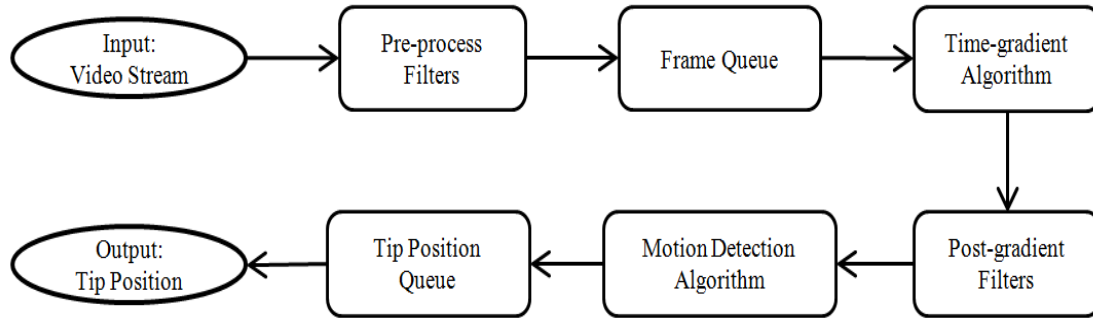 Input:
Video Stream
Pre-process
Filters
Frame Queue
Time-gradient
Algorithm
Post-gradient
Filters
Motion Detection
Algorithm
Tip Position
Queue
Output:
Tip Position